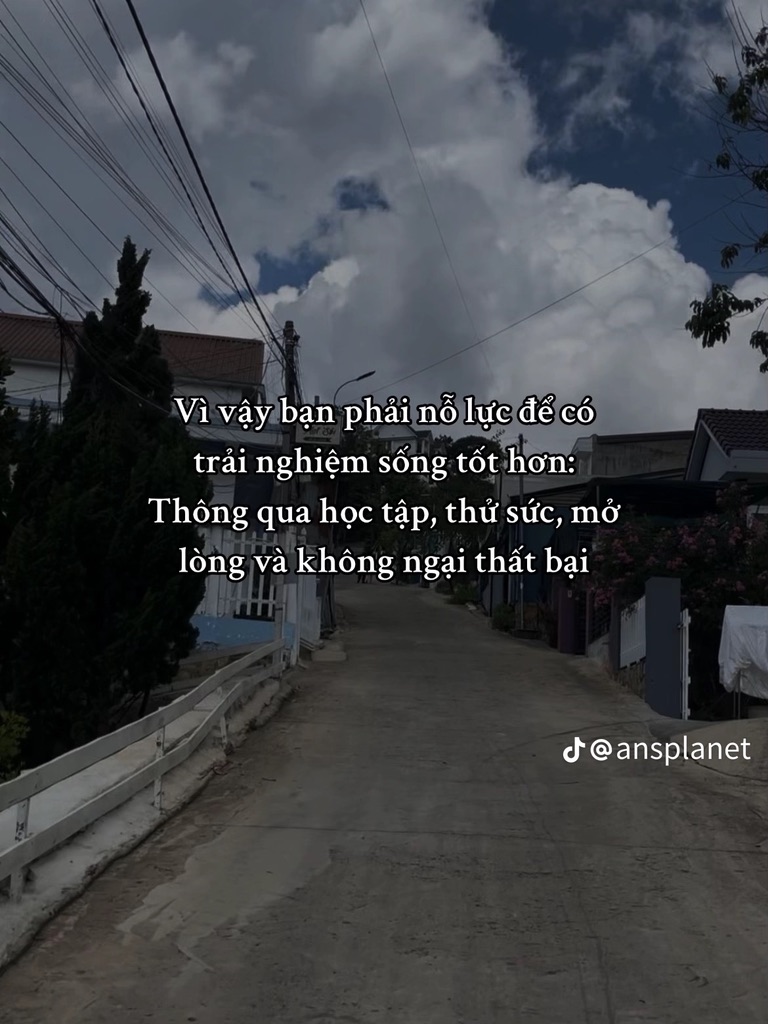 Vì vậy bạn phải nỗ lực để có
trải nghiệm sống tốt hơn:
Thông qua học tập, thử sức, mở
lòng và không ngại thất bại
@ansplanet